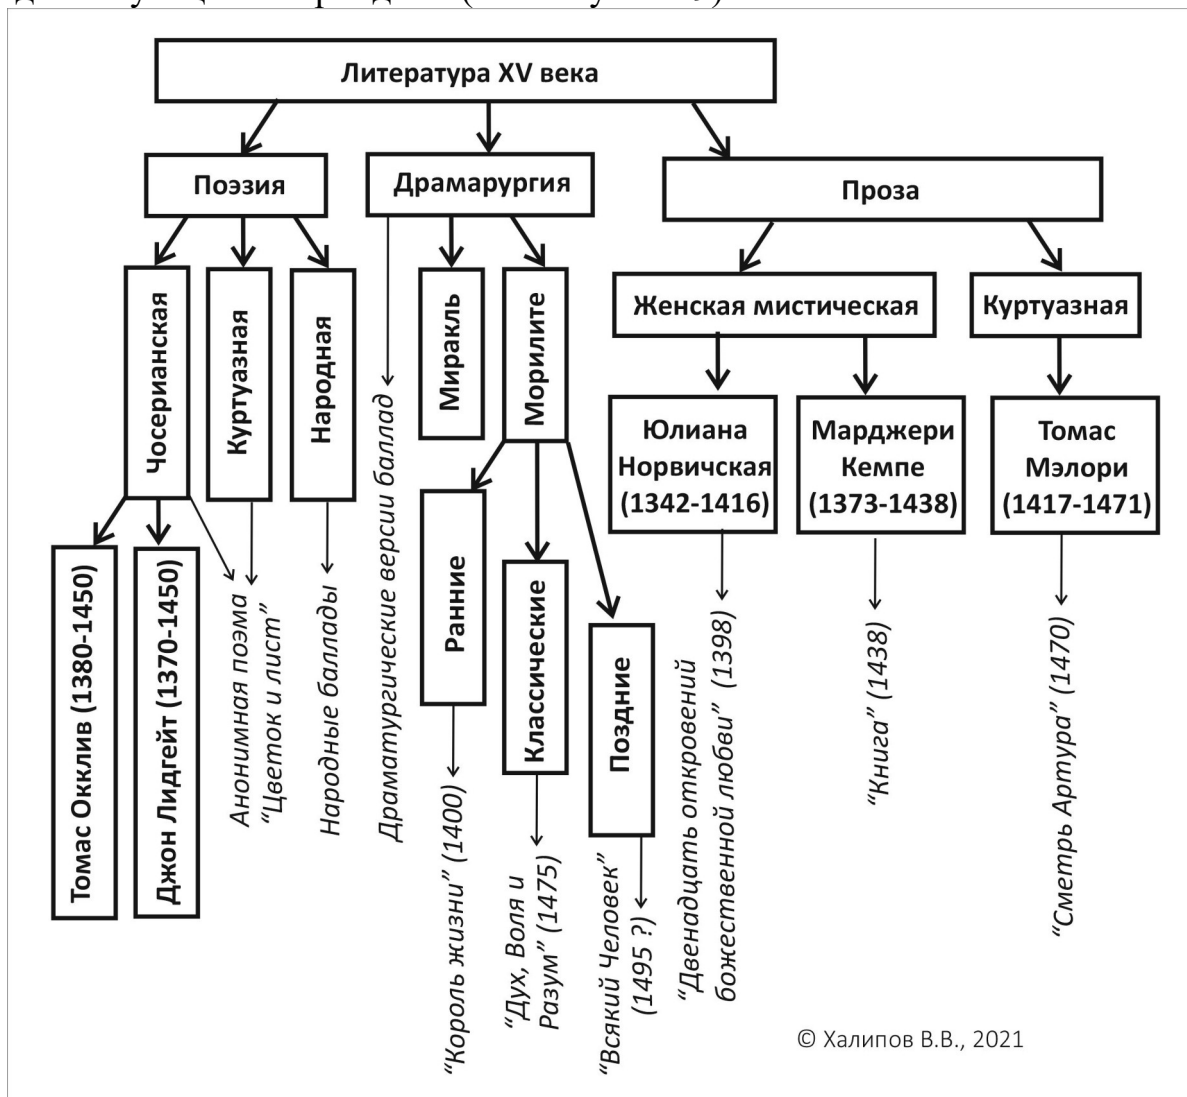 Литература XV века
Поэзия
Драмарургия
Проза
Чосерианская
Куртуазная
Народная
Миракль
Морилите
Женская мистическая
Куртуазная
Томас Окклив (1380-1450)
Джон Лидгейт (1370-1450)
Анонимная поэма
“Цветок и лист”
Народные баллады
Драматургические версии баллад
Ранние
Классические
Поздние
“Король жизни” (1400)
“Дух, Воля и
Разум” (1475)
“Всякий Человек”
(1495 ?)
Юлиана
Норвичская
(1342-1416)
Марджери
Кемпе
(1373-1438)
Томас
Мэлори
(1417-1471)
“Двенадцать откровений
божественной любви” (1398)
“Книга” (1438)
“Сметрь Артура” (1470)
© Халипов В.В., 2021